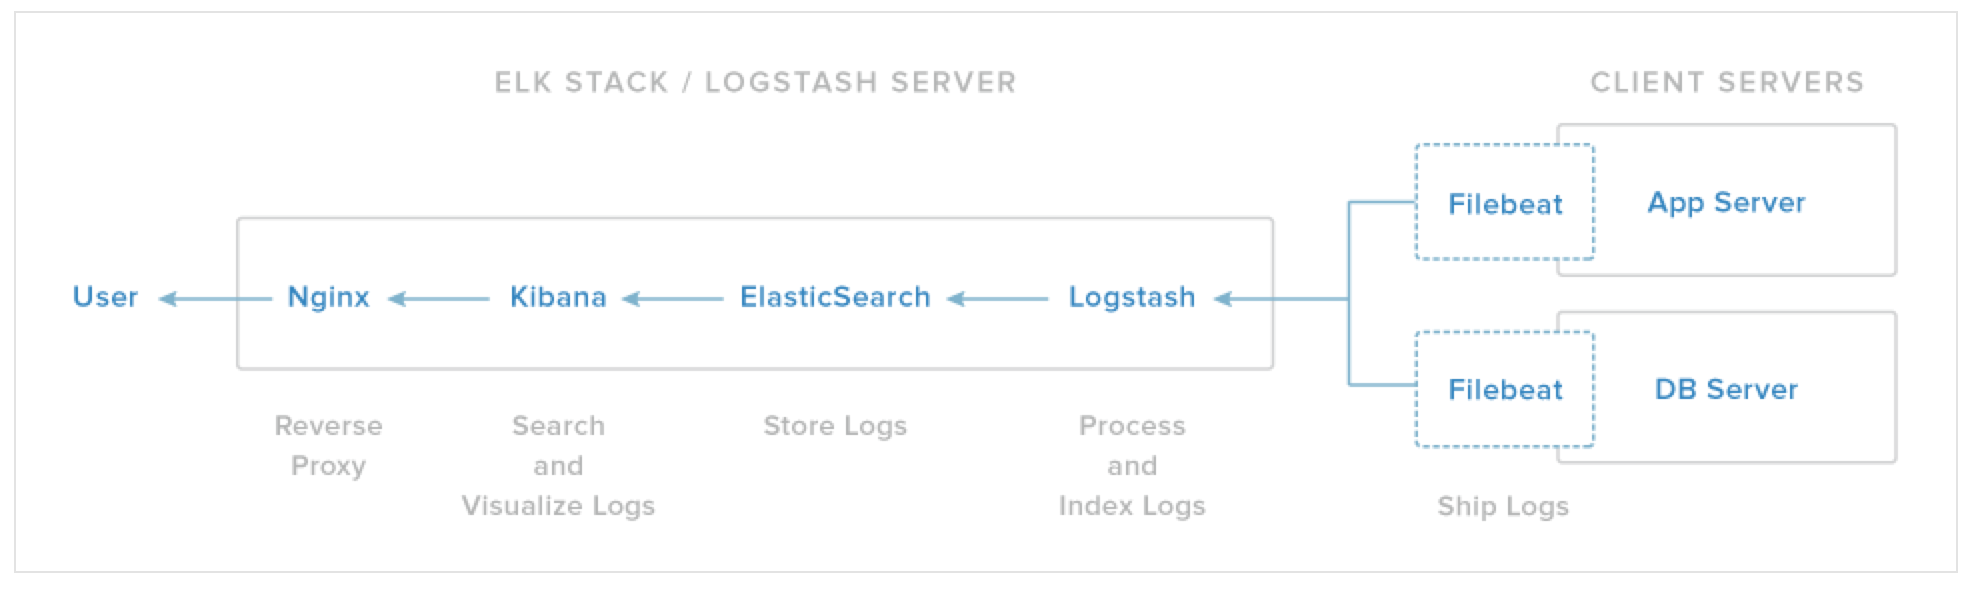 ELK STACK / LOGSTASH SERVER
CLIENT SERVERS
Filebeat
App Server
User
Nginx
Kibana
ElasticSearch
Logstash
Filebeat
DB Server
Reverse
Proxy
Search
and
Visualize Logs
Store Logs
Process
and
Index Logs
Ship Logs